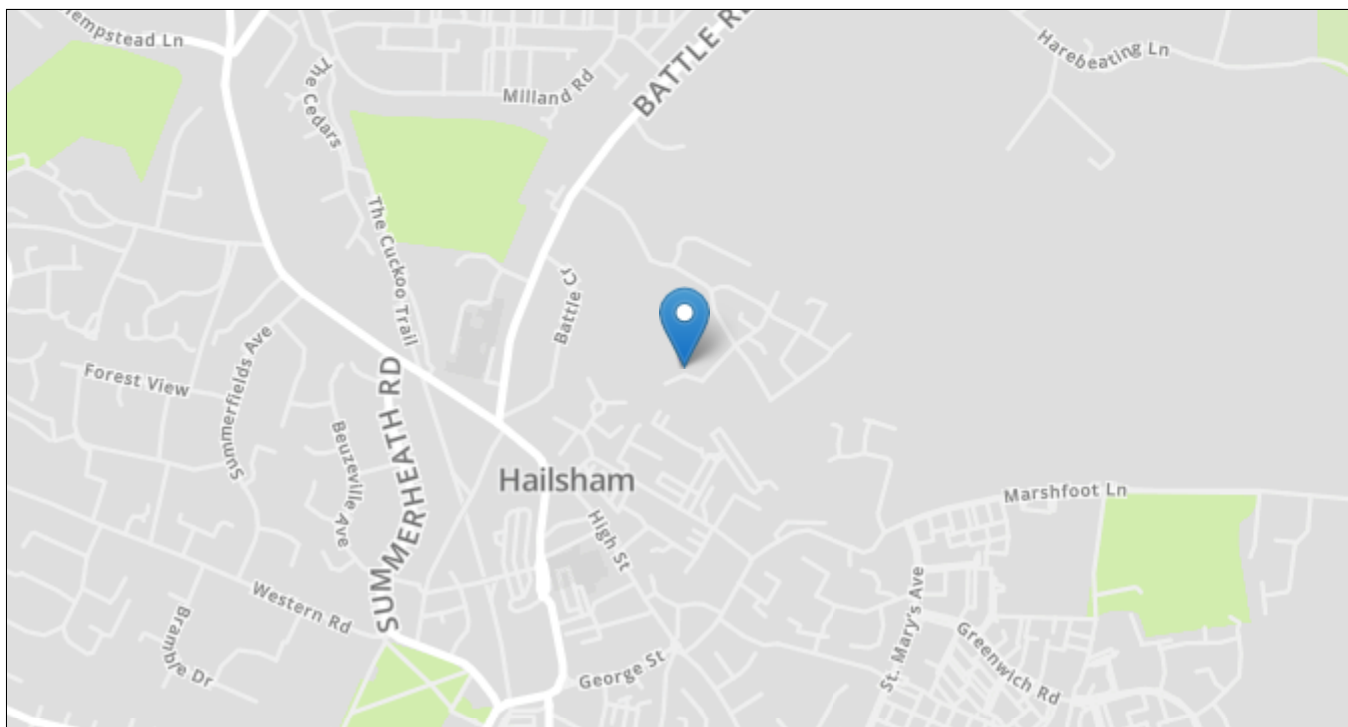 empstead Ln
BATTLE R
Harebeating Ln
The Cedars
Milland Rd
The Cuckoo Trail
Battle Cr
Summerfields Ave
Forest View
SUMMERHEATH RD
Beuzeville Ave
Hailsham
Marshfoot Ln
High St
Western Rd
Bramble Dr
St. Mary's Ave
Greenwich Rd
George St